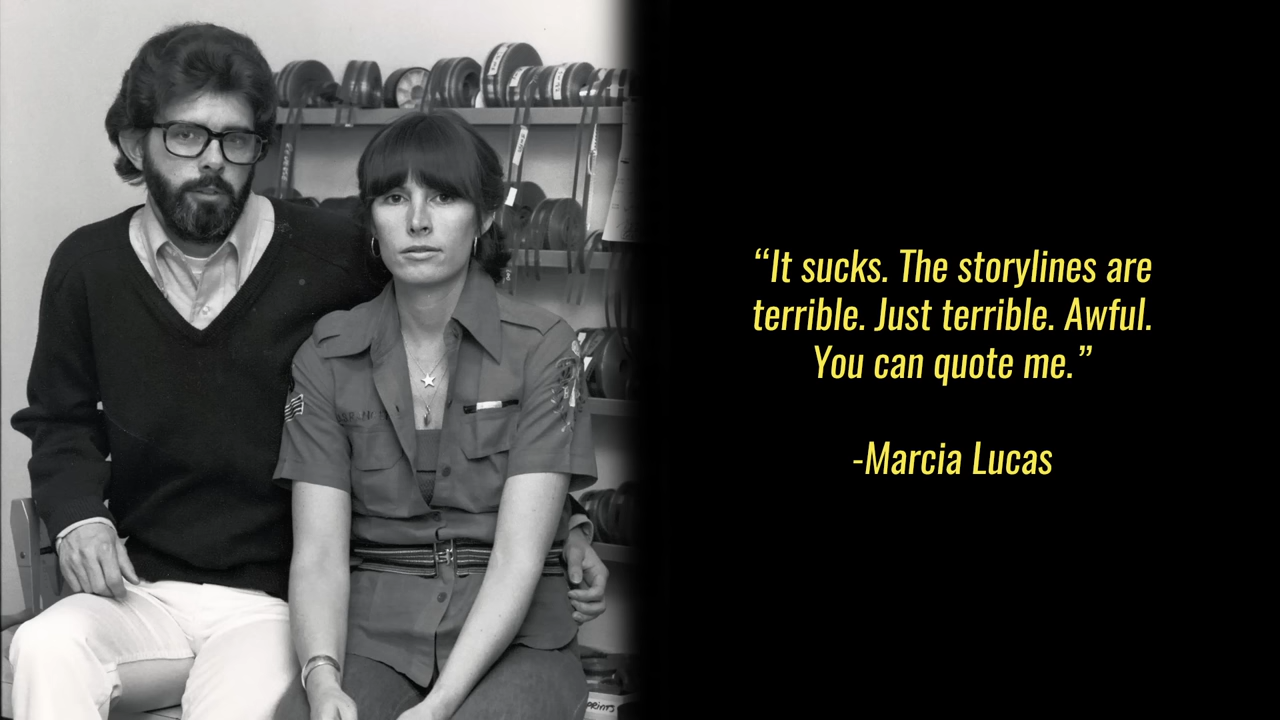 “It sucks. The storylines are
terrible. Just terrible. Awful.
You can quote me.”
-Marcia Lucas